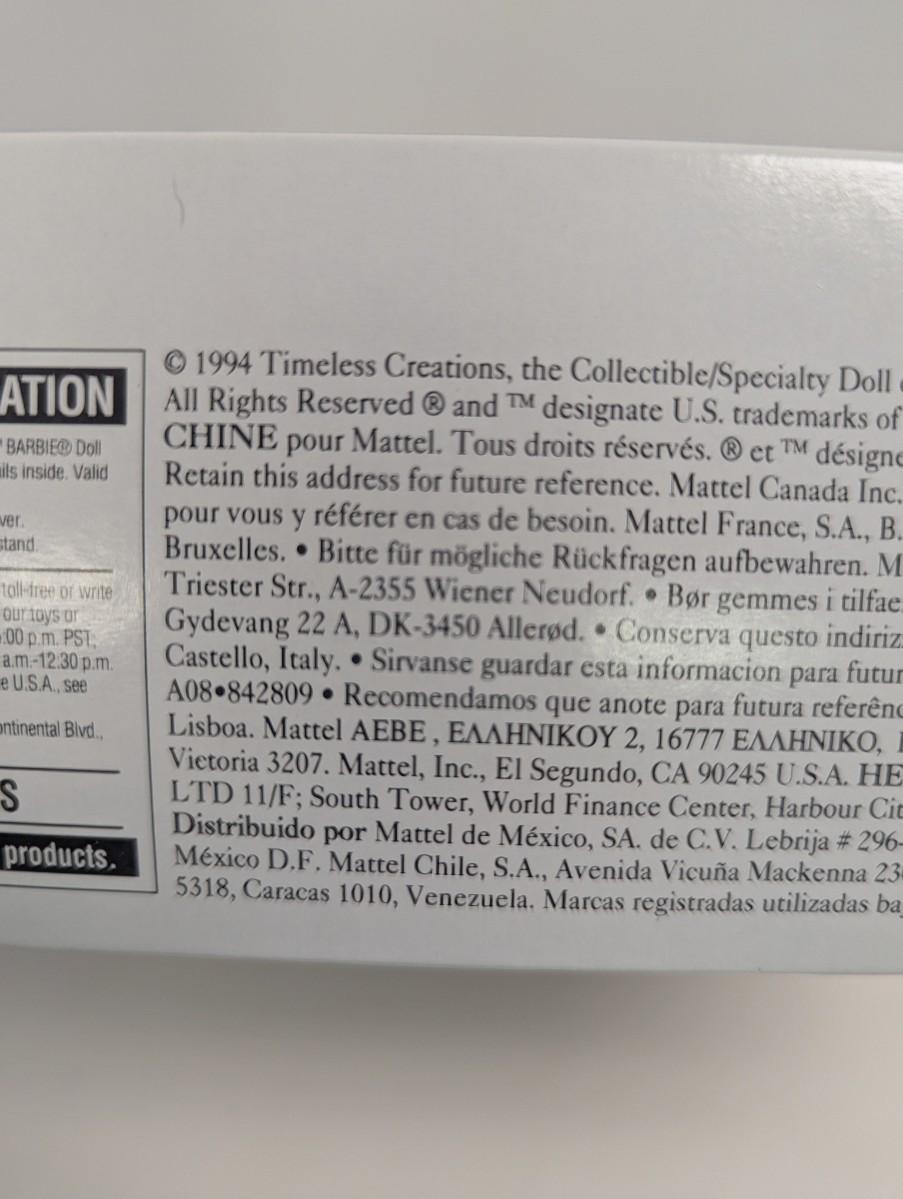 ATION
BARBIE® Doll
ils inside. Valid
ver.
stand.
toll-free or write
our toys or
:00 p.m. PST,
a.m.-12:30 p.m.
e U.S.A., see
ontinental Blvd.,
S
products.
© 1994 Timeless Creations, the Collectible/Specialty Doll
All Rights Reserved ® and ™ designate U.S. trademarks of
CHINE pour Mattel. Tous droits réservés. ® et ™ désigne
Retain this address for future reference. Mattel Canada Inc.
pour vous y référer en cas de besoin. Mattel France, S.A., B.
Bruxelles. • Bitte für mögliche Rückfragen aufbewahren. M
Triester Str., A-2355 Wiener Neudorf. • Bør gemmes i tilfae
Gydevang 22 A, DK-3450 Allerød. • Conserva questo indiriz
Castello, Italy. • Sirvanse guardar esta informacion para futur
A08•842809 • Recomendamos que anote para futura referênc
Lisboa. Mattel AEBE , ΕΛΛΗΝΙΚΟΥ 2, 16777 ΕΛΛΗΝΙΚΟ,
Victoria 3207. Mattel, Inc., El Segundo, CA 90245 U.S.A. HE
LTD 11/F; South Tower, World Finance Center, Harbour Cit
Distribuido por Mattel de México, SA. de C.V. Lebrija # 296-
México D.F. Mattel Chile, S.A., Avenida Vicuña Mackenna 230
5318, Caracas 1010, Venezuela. Marcas registradas utilizadas ba